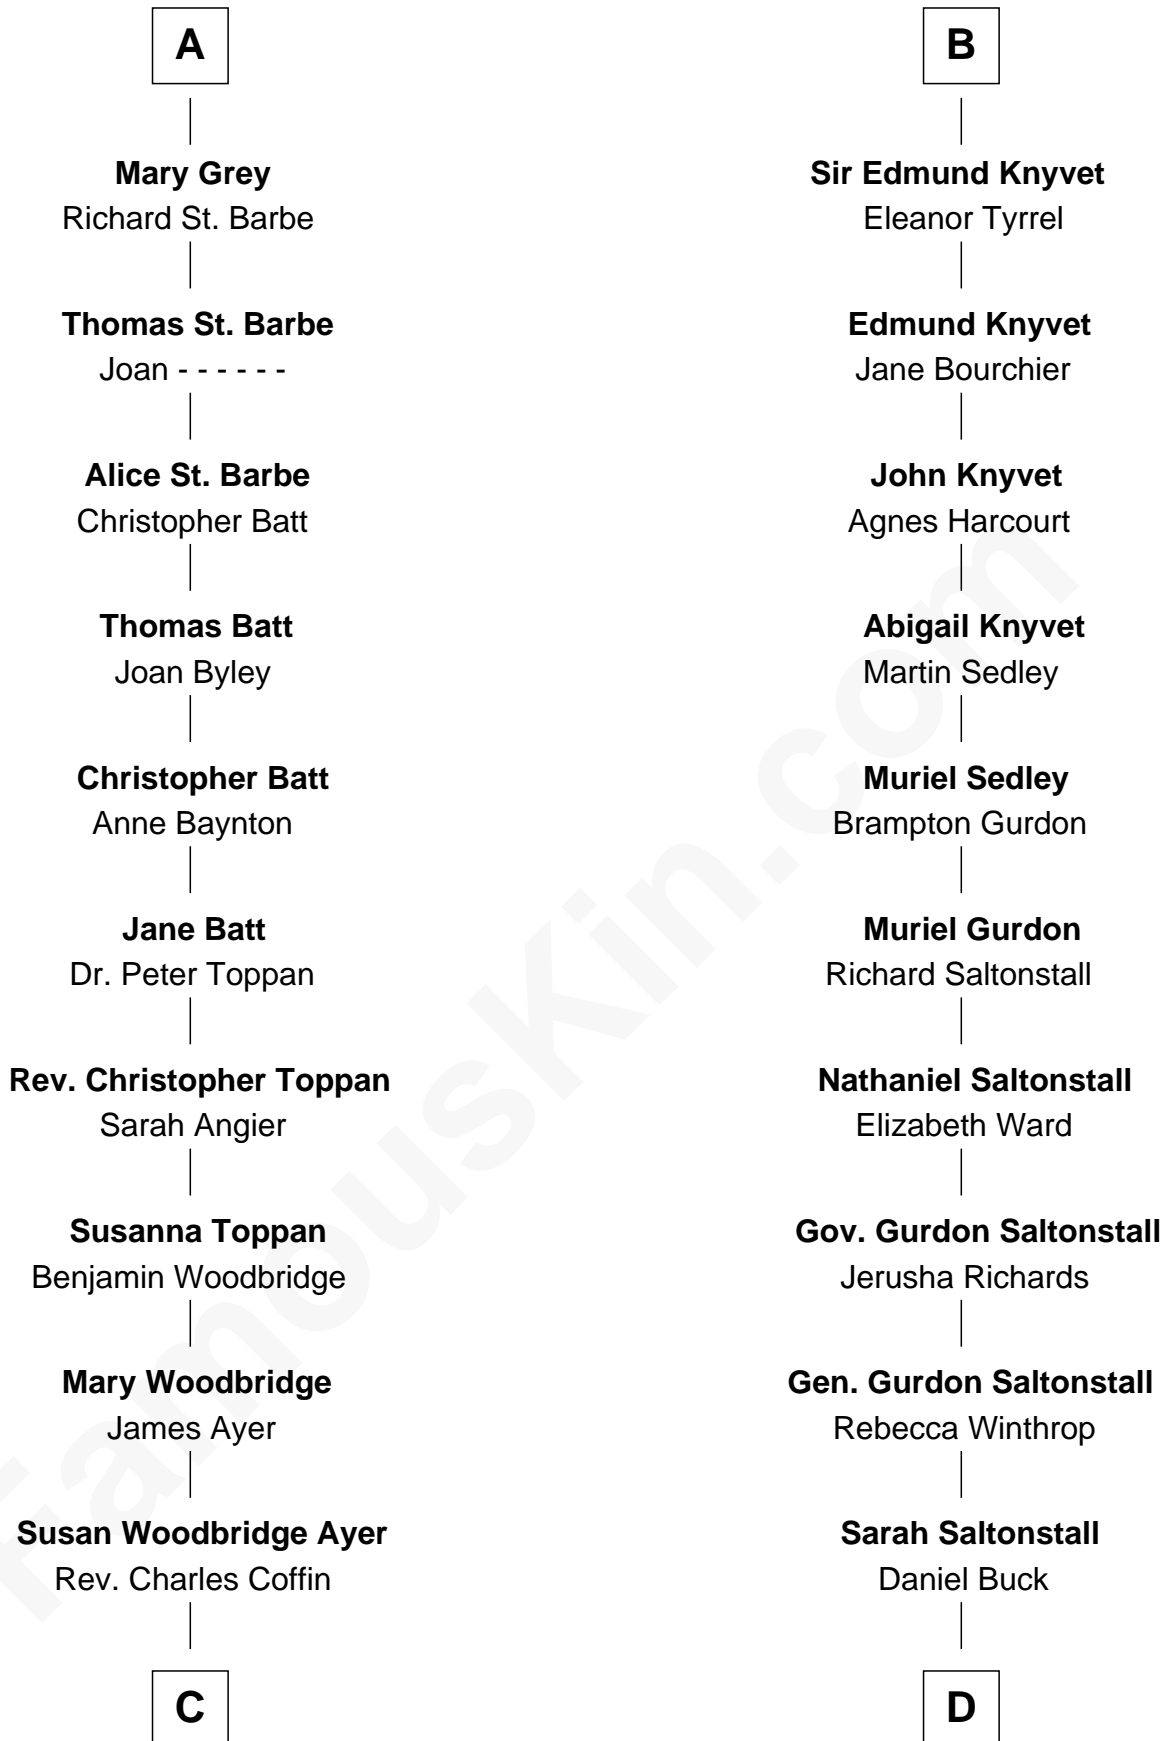 A
Mary Grey
Richard St. Barbe
Thomas St. Barbe
Joan - - - - - -
Alice St. Barbe
Christopher Batt
Thomas Batt
Joan Byley
Christopher Batt
Anne Baynton
Jane Batt
Dr. Peter Toppan
Rev. Christopher Toppan
Sarah Angier
Susanna Toppan
Benjamin Woodbridge
Mary Woodbridge
James Ayer
Susan Woodbridge Ayer
Rev. Charles Coffin
C
B
Sir Edmund Knyvet
Eleanor Tyrrel
Edmund Knyvet
Jane Bourchier
John Knyvet
Agnes Harcourt
Abigail Knyvet
Martin Sedley
Muriel Sedley
Brampton Gurdon
Muriel Gurdon
Richard Saltonstall
Nathaniel Saltonstall
Elizabeth Ward
Gov. Gurdon Saltonstall
Jerusha Richards
Gen. Gurdon Saltonstall
Rebecca Winthrop
Sarah Saltonstall
Daniel Buck
D
FamousKin.com